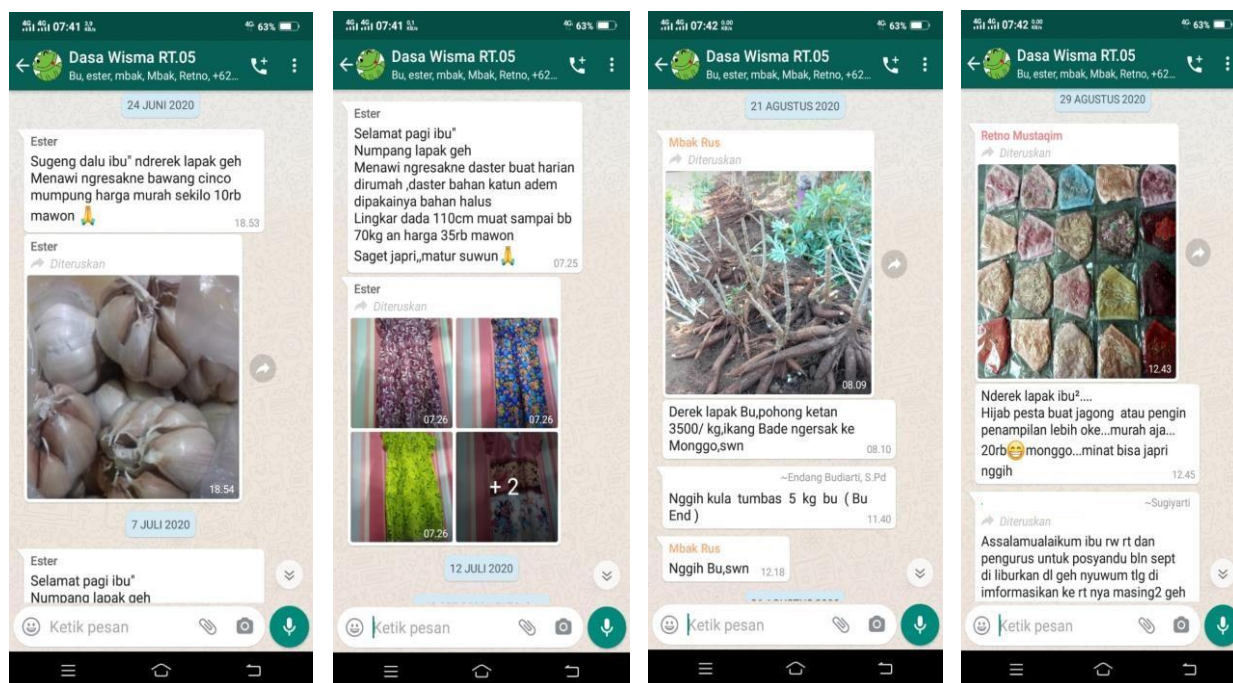 07:41
63%
Dasa Wisma RT.05
Bu, ester, mbak, Mbak, Retno, +62...
24 JUNI 2020
Ester
Sugeng dalu ibu" ndrerek lapak geh
Menawi ngresakne bawang cinco
mumpung harga murah sekilo 10rb
mawon 🙏
18.53
Ester
Diteruskan
18.54
7 JULI 2020
Ester
Selamat pagi ibu"
Numpang lapak geh
Ketik pesan
07:41
63%
Dasa Wisma RT.05
Bu, ester, mbak, Mbak, Retno, +62...
Ester
Selamat pagi ibu"
Numpang lapak geh
Menawi ngresakne daster buat harian
dirumah ,daster bahan katun adem
dipakainya bahan halus
Lingkar dada 110cm muat sampai bb
70kg an harga 35rb mawon
Saget japri,,matur suwun 🙏
07.25
Ester
Diteruskan
07.26
07.26
07.26
+ 2
12 JULI 2020
Ketik pesan
07:42
63%
Dasa Wisma RT.05
Bu, ester, mbak, Mbak, Retno, +62...
21 AGUSTUS 2020
Mbak Rus
Diteruskan
08.09
Derek lapak Bu,pohong ketan
3500/ kg,ikang Bade ngersak ke
Monggo,swn
08.10
~Endang Budiarti, S.Pd
Nggih kula tumbas 5 kg bu ( Bu
End )
11.40
Mbak Rus
Nggih Bu,swn 12.18
Ketik pesan
07:42
63%
Dasa Wisma RT.05
Bu, ester, mbak, Mbak, Retno, +62...
29 AGUSTUS 2020
Retno Mustaqim
Diteruskan
12.43
Nderek lapak ibu²....
Hijab pesta buat jagong atau pengin
penampilan lebih oke...murah aja...
20rb😁monggo...minat bisa japri
nggih
12.45
~Sugiyarti
Diteruskan
Assalamualaikum ibu rw rt dan
pengurus untuk posyandu bln sept
di liburkan dl geh nyuwum tlg di
imformasikan ke rt nya masing2 geh
Ketik pesan